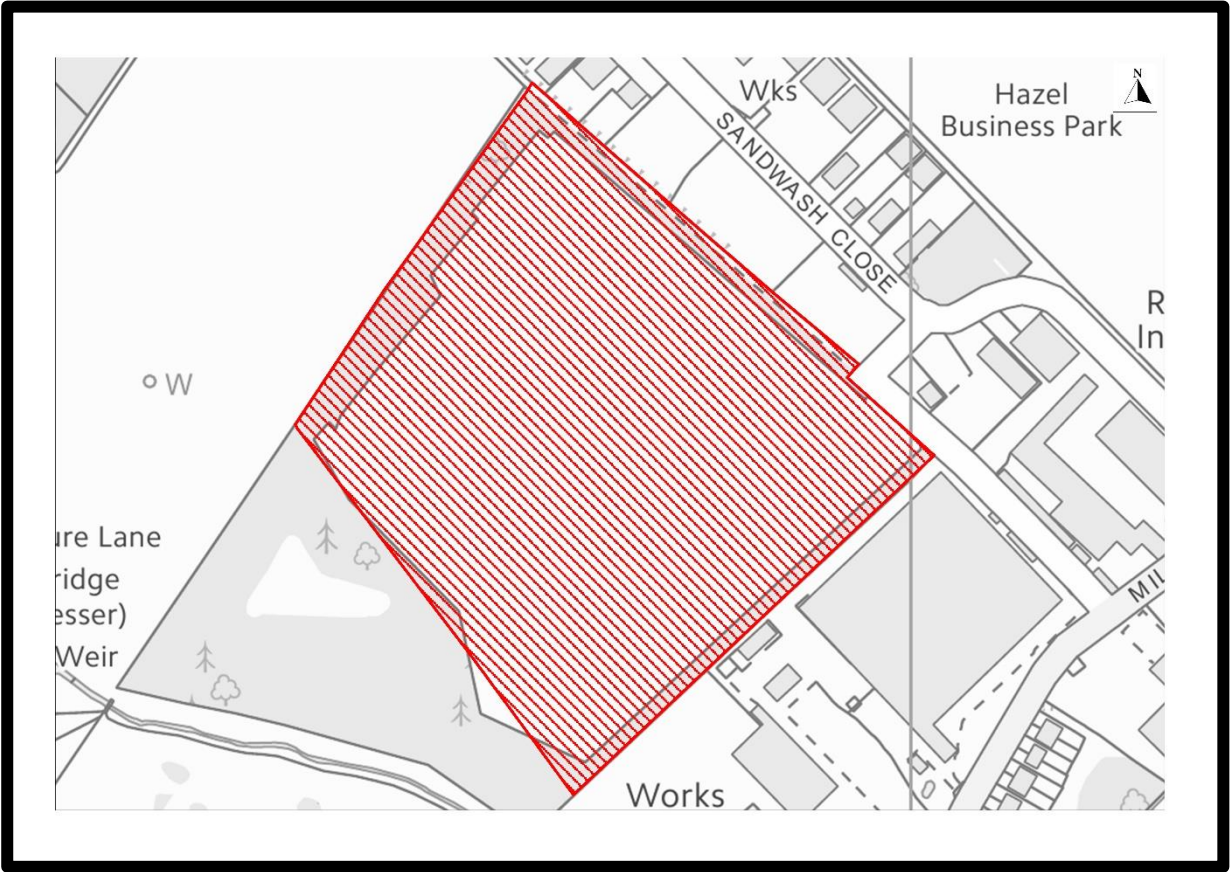 N
Wks
Hazel
Business Park
SANDWASH CLOSE
R
In
W
ure Lane
ridge
esser)
Weir
MIL
Works